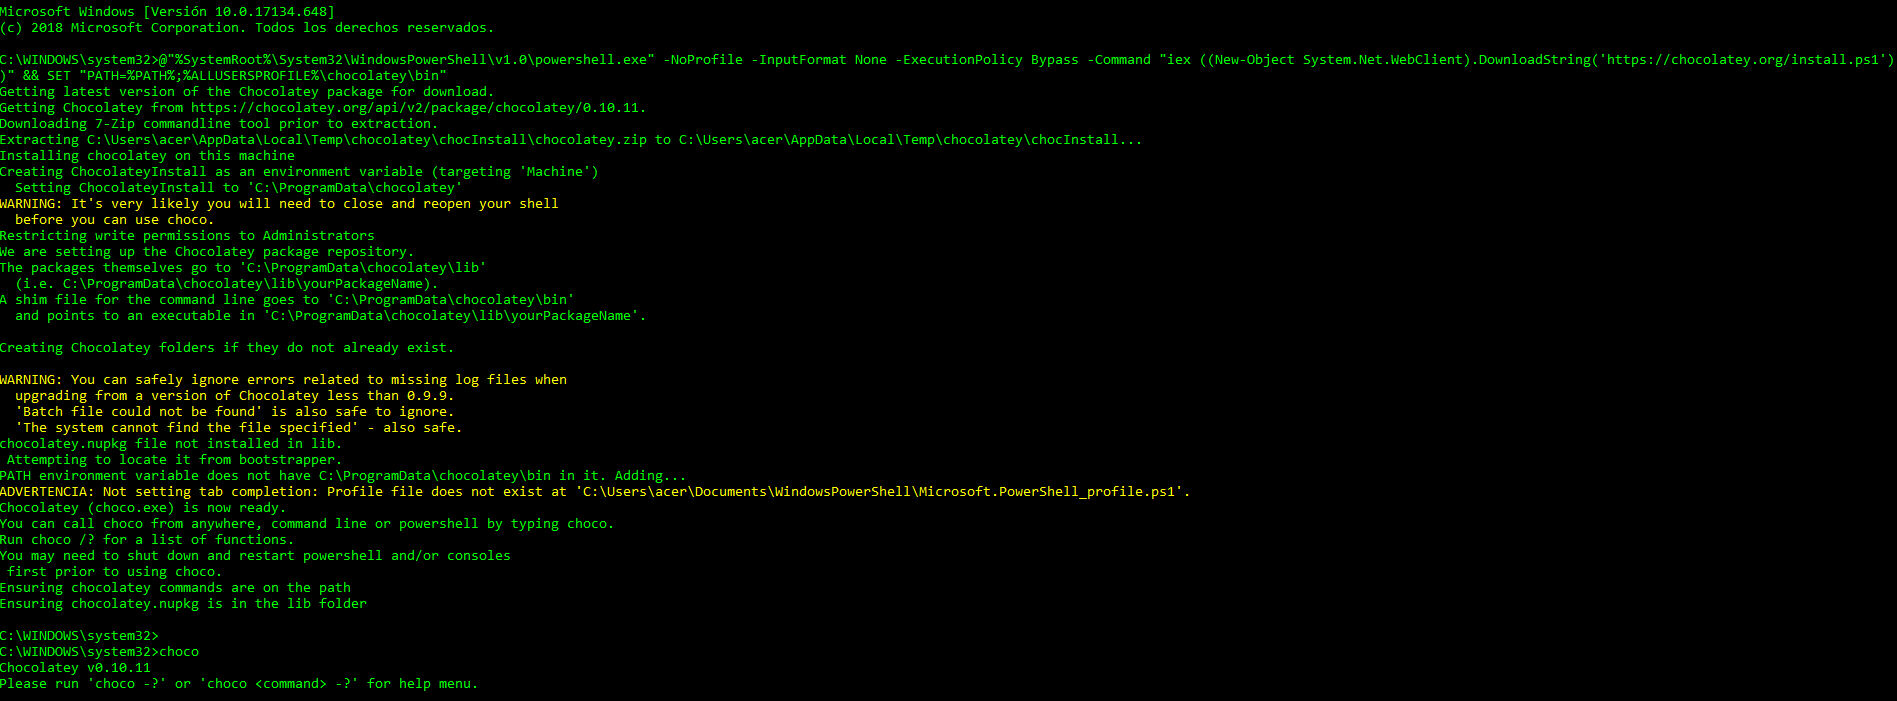 Microsoft Windows [Versión 10.0.17134.648]
(c) 2018 Microsoft Corporation. Todos los derechos reservados.

C:\WINDOWS\system32>@"%SystemRoot%\System32\WindowsPowerShell\v1.0\powershell.exe" -NoProfile -InputFormat None -ExecutionPolicy Bypass -Command "iex ((New-Object System.Net.WebClient).DownloadString('https://chocolatey.org/install.ps1')
)" && SET "PATH=%PATH%;%ALLUSERSPROFILE%\chocolatey\bin"
Getting latest version of the Chocolatey package for download.
Getting Chocolatey from https://chocolatey.org/api/v2/package/chocolatey/0.10.11.
Downloading 7-Zip commandline tool prior to extraction.
Extracting C:\Users\acer\AppData\Local\Temp\chocolatey\chocInstall\chocolatey.zip to C:\Users\acer\AppData\Local\Temp\chocolatey\chocInstall...
Installing chocolatey on this machine
Creating ChocolateyInstall as an environment variable (targeting 'Machine')
  Setting ChocolateyInstall to 'C:\ProgramData\chocolatey'
WARNING: It's very likely you will need to close and reopen your shell
  before you can use choco.
Restricting write permissions to Administrators
We are setting up the Chocolatey package repository.
The packages themselves go to 'C:\ProgramData\chocolatey\lib'
  (i.e. C:\ProgramData\chocolatey\lib\yourPackageName).
A shim file for the command line goes to 'C:\ProgramData\chocolatey\bin'
  and points to an executable in 'C:\ProgramData\chocolatey\lib\yourPackageName'.

Creating Chocolatey folders if they do not already exist.

WARNING: You can safely ignore errors related to missing log files when
  upgrading from a version of Chocolatey less than 0.9.9.
  'Batch file could not be found' is also safe to ignore.
  'The system cannot find the file specified' - also safe.
chocolatey.nupkg file not installed in lib.
 Attempting to locate it from bootstrapper.
PATH environment variable does not have C:\ProgramData\chocolatey\bin in it. Adding...
ADVERTENCIA: Not setting tab completion: Profile file does not exist at 'C:\Users\acer\Documents\WindowsPowerShell\Microsoft.PowerShell_profile.ps1'.
Chocolatey (choco.exe) is now ready.
You can call choco from anywhere, command line or powershell by typing choco.
Run choco /? for a list of functions.
You may need to shut down and restart powershell and/or consoles
 first prior to using choco.
Ensuring chocolatey commands are on the path
Ensuring chocolatey.nupkg is in the lib folder

C:\WINDOWS\system32>
C:\WINDOWS\system32>choco
Chocolatey v0.10.11
Please run 'choco -?' or 'choco <command> -?' for help menu.